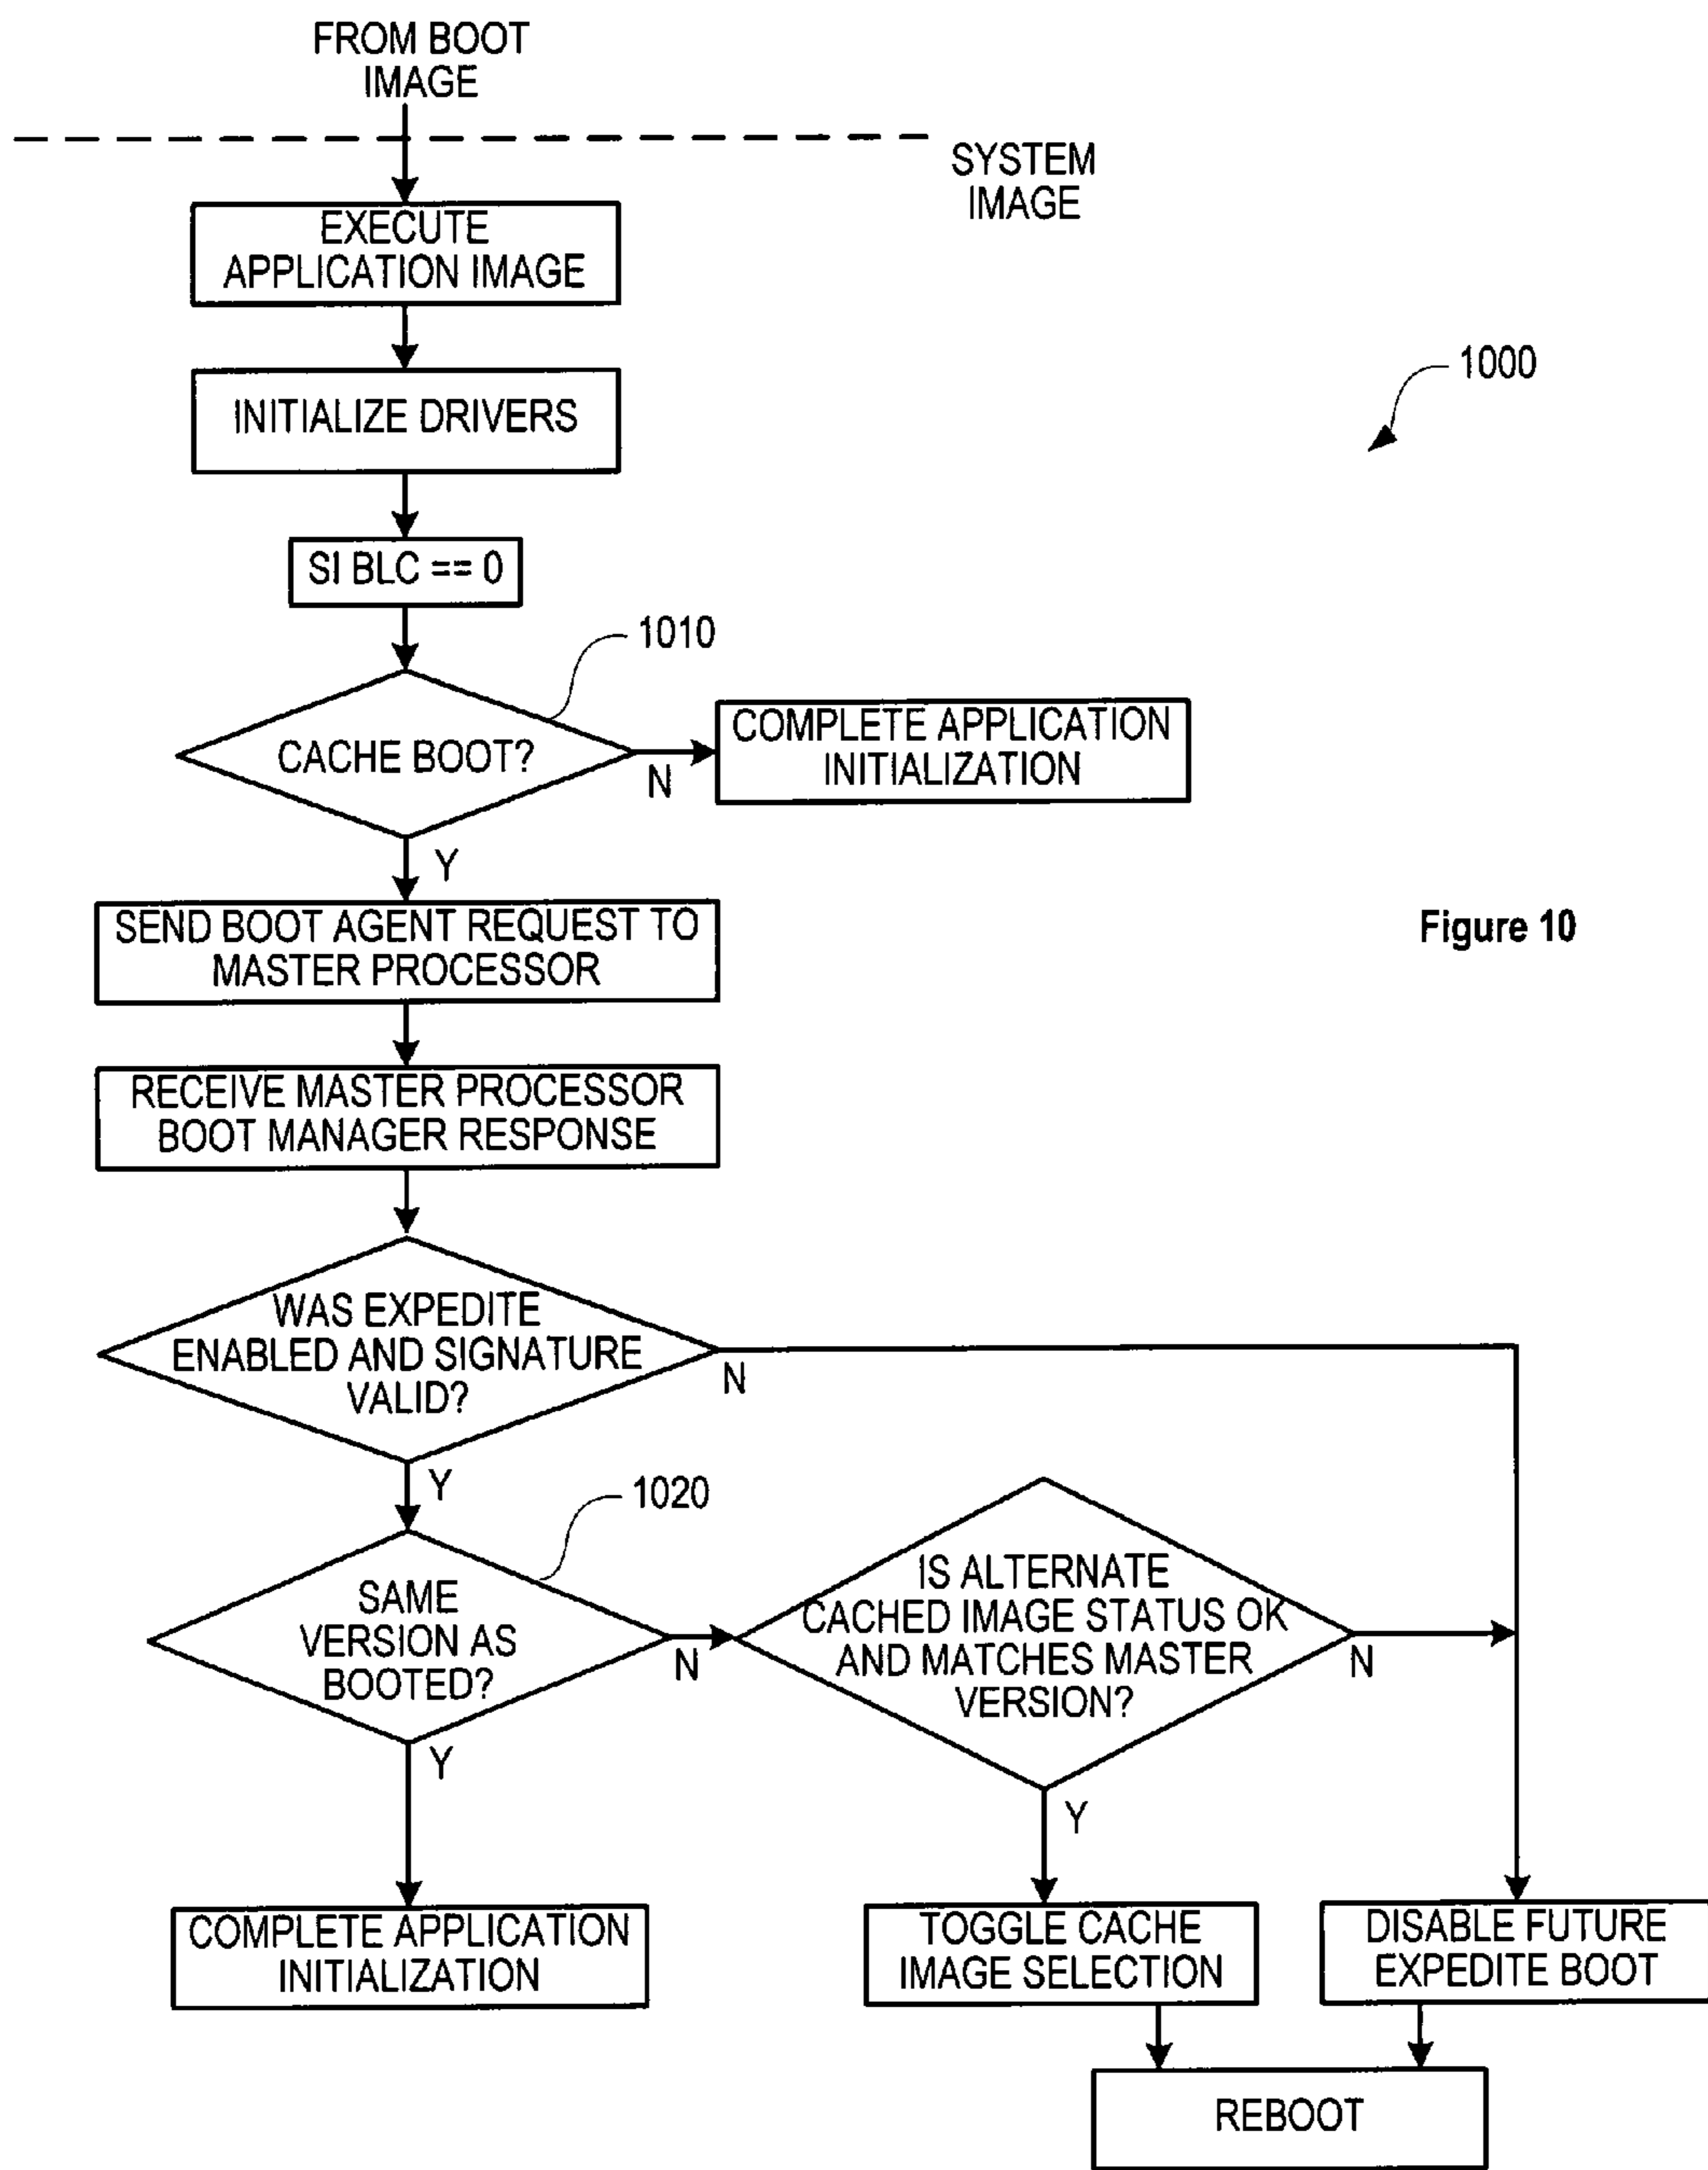 FROM BOOT
IMAGE
SYSTEM
IMAGE
EXECUTE
APPLICATION IMAGE
1000
INITIALIZE DRIVERS
SI BLC == 0
1010
CACHE BOOT?
N
COMPLETE APPLICATION
INITIALIZATION
Y
SEND BOOT AGENT REQUEST TO
MASTER PROCESSOR
Figure 10
RECEIVE MASTER PROCESSOR
BOOT MANAGER RESPONSE
WAS EXPEDITE
ENABLED AND SIGNATURE
VALID?
N
Y
1020
SAME
VERSION AS
BOOTED?
N
IS ALTERNATE
CACHED IMAGE STATUS OK
AND MATCHES MASTER
VERSION?
N
Y
Y
COMPLETE APPLICATION
INITIALIZATION
TOGGLE CACHE
IMAGE SELECTION
DISABLE FUTURE
EXPEDITE BOOT
REBOOT